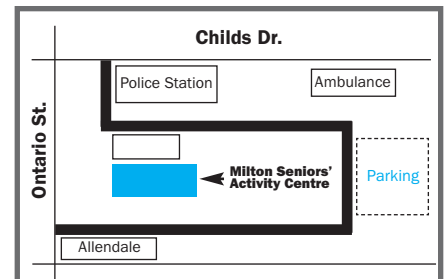 Childs Dr.
Police Station
Ambulance
Ontario St.
Milton Seniors'
Activity Centre
Parking
Allendale